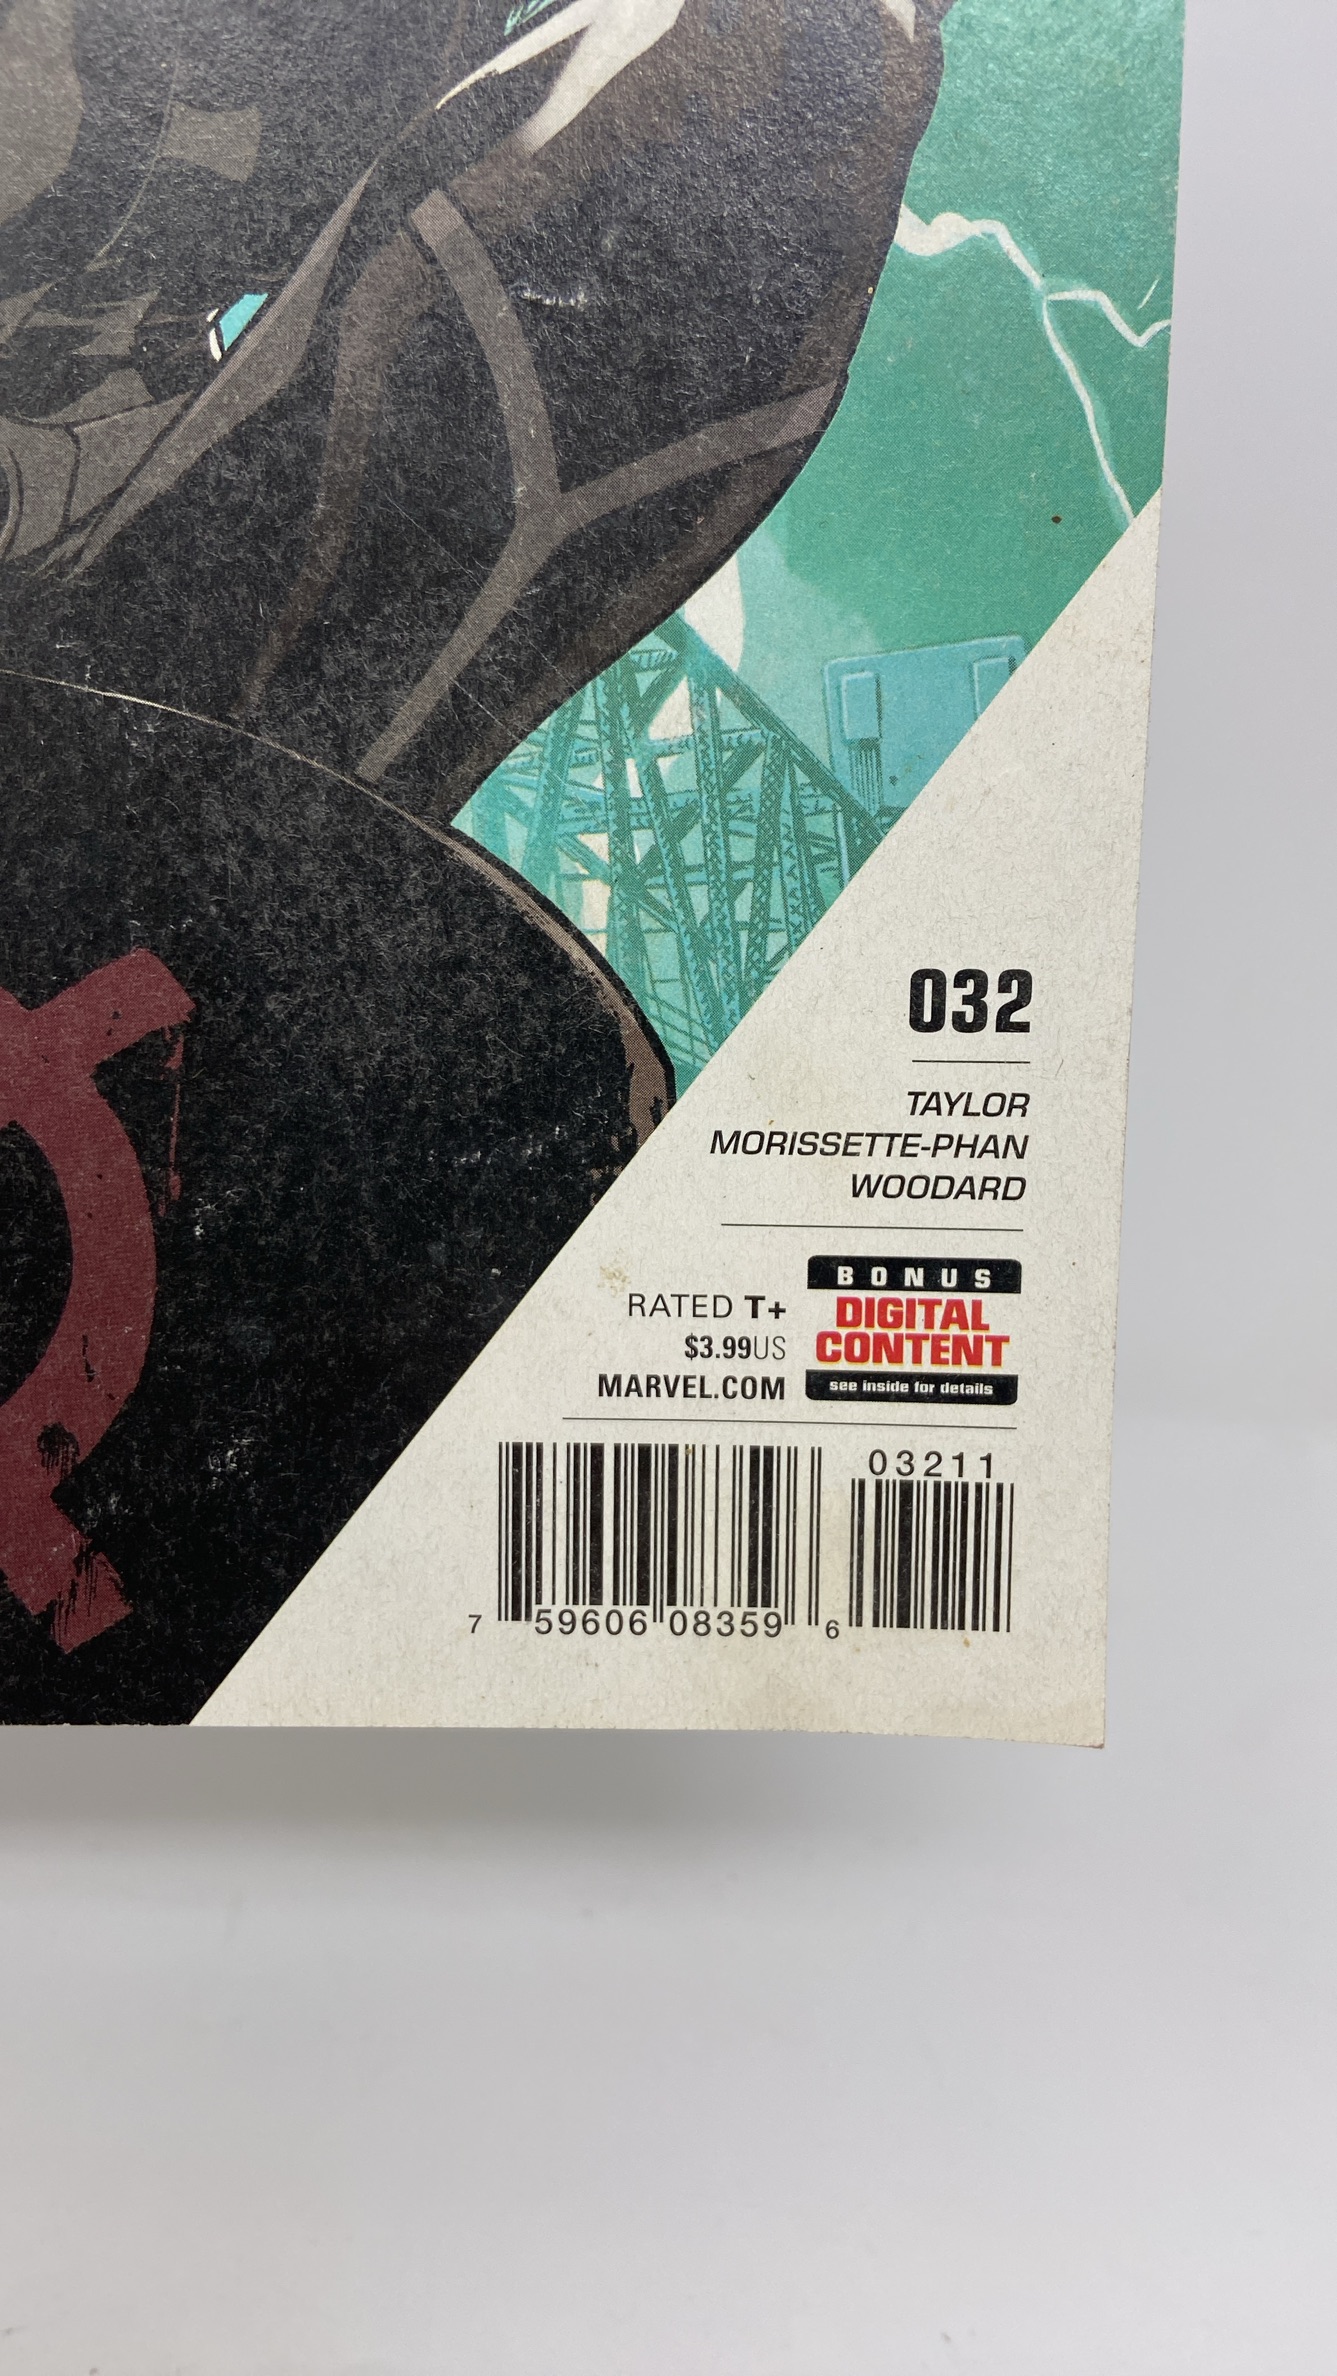 032
TAYLOR
MORISSETTE-PHAN
WOODARD
RATED T+
$3.99US
MARVEL.COM
BONUS
DIGITAL
CONTENT
see inside for details
03211
7 59606 08359 6